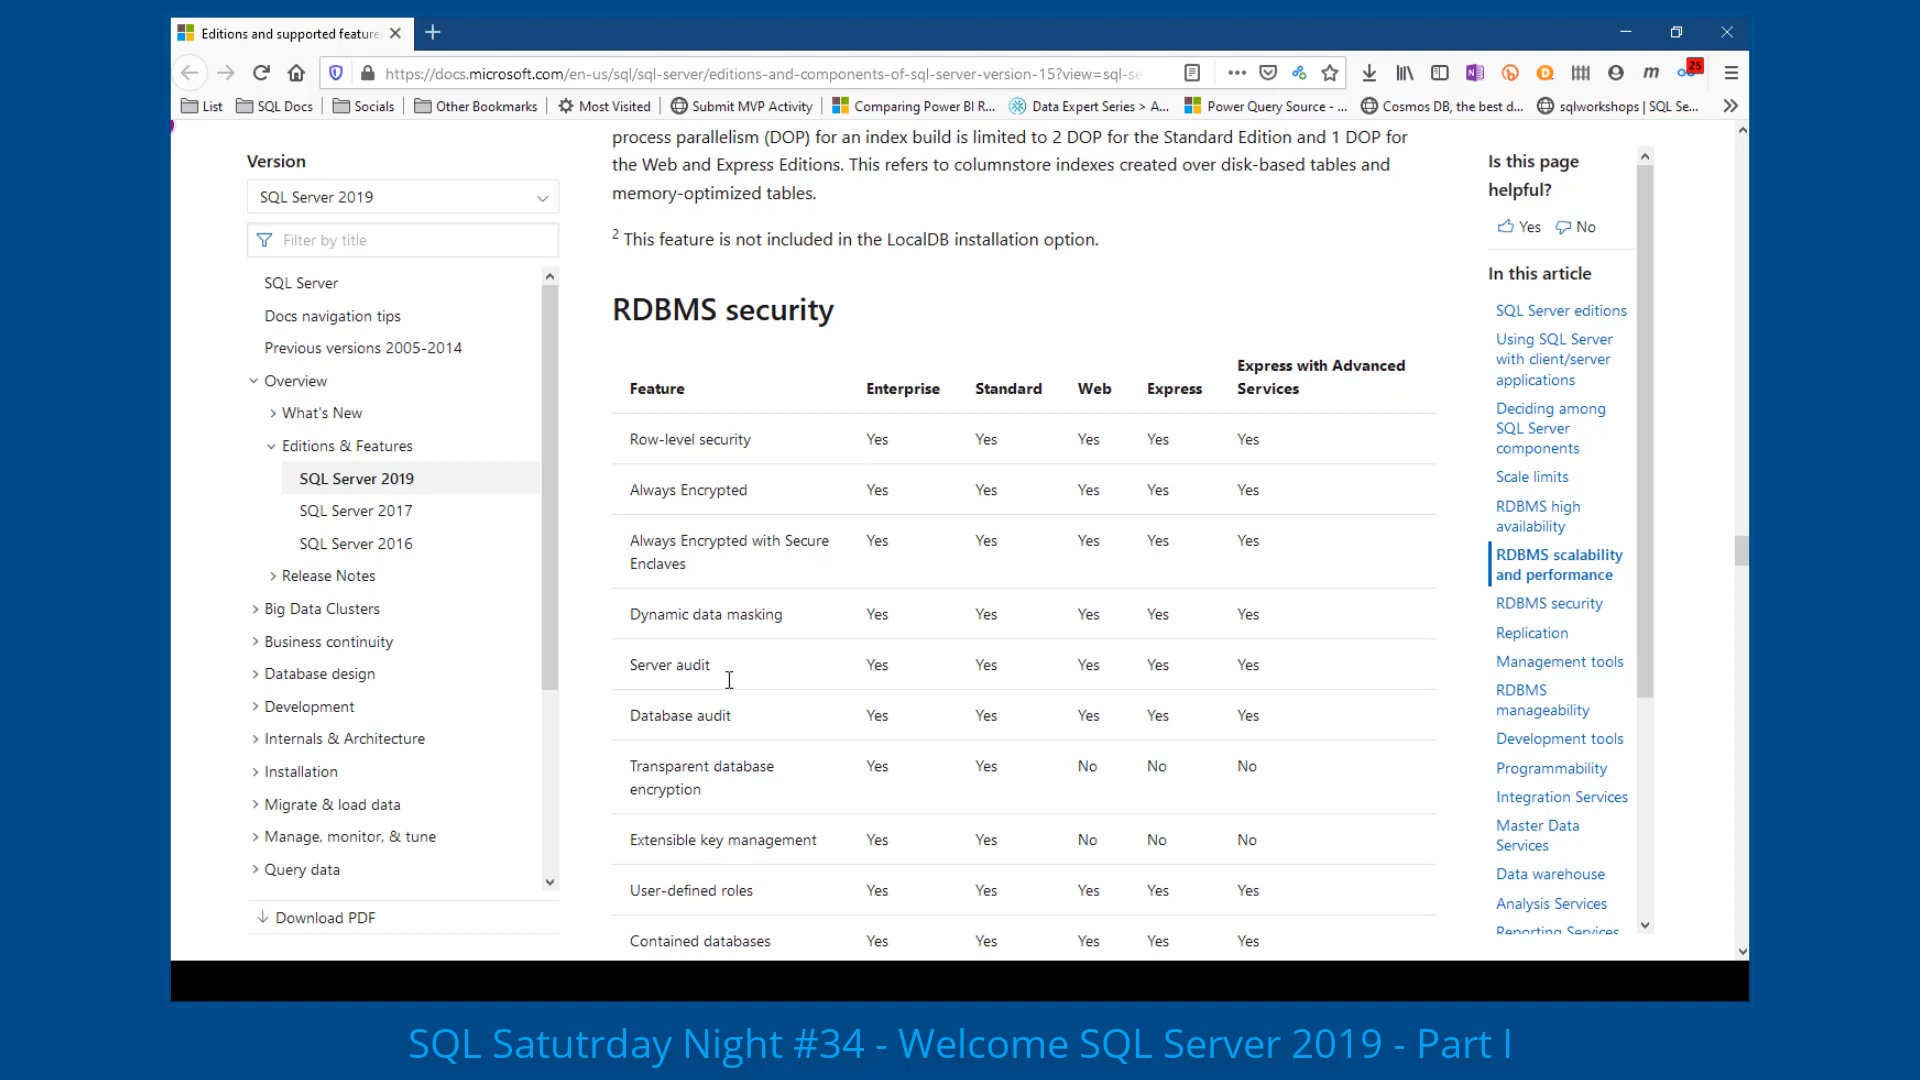 Editions and supported feature
https://docs.microsoft.com/en-us/sql/sql-server/editions-and-components-of-sql-server-version-15?view=sql-se
25
List
SQL Docs
Socials
Other Bookmarks
Most Visited
Submit MVP Activity
Comparing Power BI R...
Data Expert Series > A...
Power Query Source - ...
Cosmos DB, the best d...
sqlworkshops | SQL Se...
Version
SQL Server 2019
Filter by title
SQL Server
Docs navigation tips
Previous versions 2005-2014
Overview
What's New
Editions & Features
SQL Server 2019
SQL Server 2017
SQL Server 2016
Release Notes
Big Data Clusters
Business continuity
Database design
Development
Internals & Architecture
Installation
Migrate & load data
Manage, monitor, & tune
Query data
Download PDF
process parallelism (DOP) for an index build is limited to 2 DOP for the Standard Edition and 1 DOP for
the Web and Express Editions. This refers to columnstore indexes created over disk-based tables and
memory-optimized tables.
2 This feature is not included in the LocalDB installation option.
RDBMS security
Express with Advanced
Feature Enterprise Standard Web Express Services
Row-level security Yes Yes Yes Yes Yes
Always Encrypted Yes Yes Yes Yes Yes
Always Encrypted with Secure Yes Yes Yes Yes Yes
Enclaves
Dynamic data masking Yes Yes Yes Yes Yes
Server audit Yes Yes Yes Yes Yes
Database audit Yes Yes Yes Yes Yes
Transparent database Yes Yes No No No
encryption
Extensible key management Yes Yes No No No
User-defined roles Yes Yes Yes Yes Yes
Contained databases Yes Yes Yes Yes Yes
Is this page
helpful?
Yes No
In this article
SQL Server editions
Using SQL Server
with client/server
applications
Deciding among
SQL Server
components
Scale limits
RDBMS high
availability
RDBMS scalability
and performance
RDBMS security
Replication
Management tools
RDBMS
manageability
Development tools
Programmability
Integration Services
Master Data
Services
Data warehouse
Analysis Services
Reporting Services
SQL Satutrday Night #34 - Welcome SQL Server 2019 - Part I